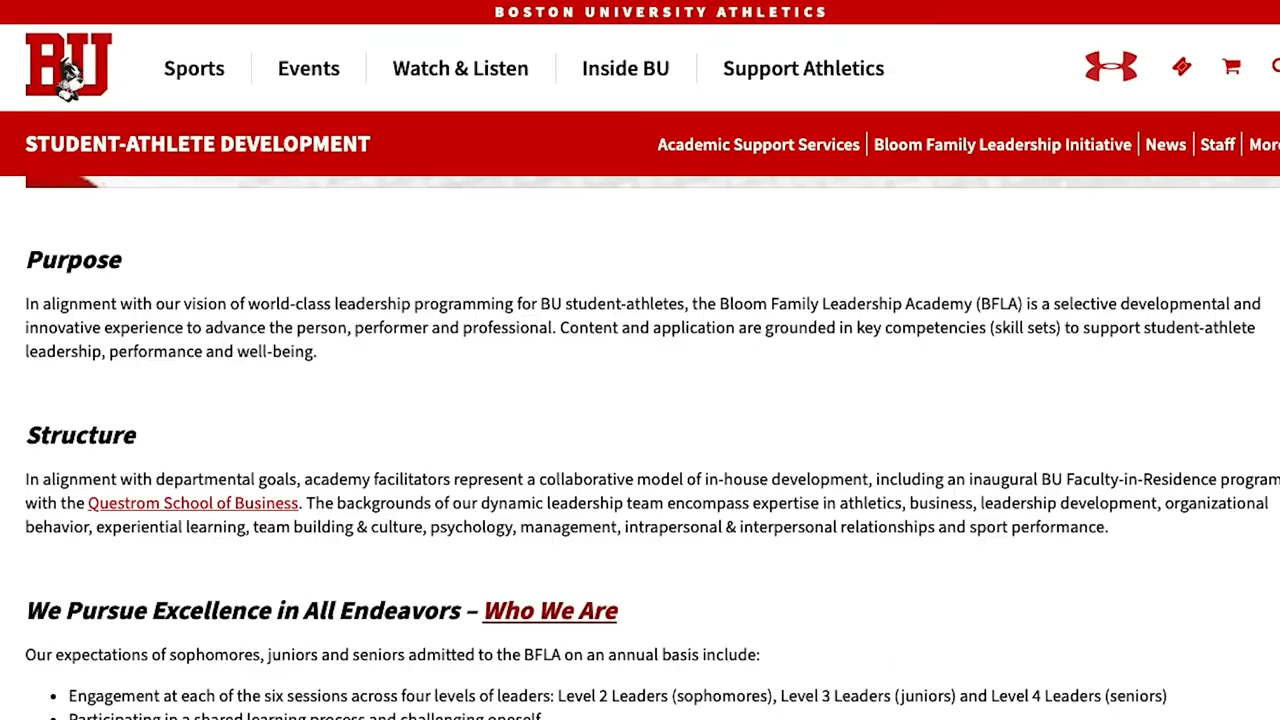 BOSTON UNIVERSITY ATHLETICS
BU
Sports
Events
Watch & Listen
Inside BU
Support Athletics
STUDENT-ATHLETE DEVELOPMENT
Academic Support Services
Bloom Family Leadership Initiative
News
Staff
Purpose
In alignment with our vision of world-class leadership programming for BU student-athletes, the Bloom Family Leadership Academy (BFLA) is a selective developmental and
innovative experience to advance the person, performer and professional. Content and application are grounded in key competencies (skill sets) to support student-athlete
leadership, performance and well-being.
Structure
In alignment with departmental goals, academy facilitators represent a collaborative model of in-house development, including an inaugural BU Faculty-in-Residence program
with the Questrom School of Business. The backgrounds of our dynamic leadership team encompass expertise in athletics, business, leadership development, organizational
behavior, experiential learning, team building & culture, psychology, management, intrapersonal & interpersonal relationships and sport performance.
We Pursue Excellence in All Endeavors – Who We Are
Our expectations of sophomores, juniors and seniors admitted to the BFLA on an annual basis include:
• Engagement at each of the six sessions across four levels of leaders: Level 2 Leaders (sophomores), Level 3 Leaders (juniors) and Level 4 Leaders (seniors)
• Participating in a shared learning process and challenging oneself